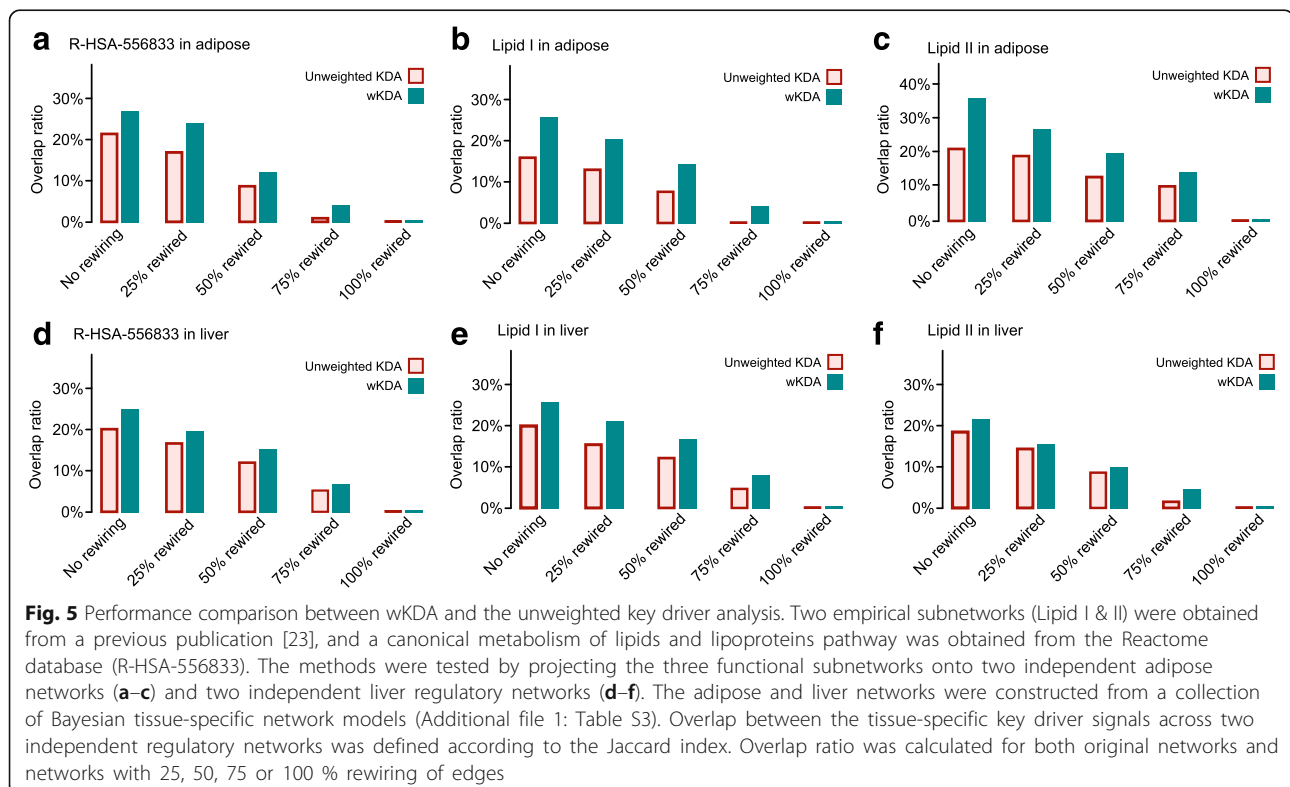 a R-HSA-556833 in adipose
Unweighted KDA
wKDA
Overlap ratio
30%
20%
10%
0%
No rewiring
25% rewired
50% rewired
75% rewired
100% rewired
b Lipid I in adipose
Unweighted KDA
wKDA
Overlap ratio
30%
20%
10%
0%
No rewiring
25% rewired
50% rewired
75% rewired
100% rewired
c Lipid II in adipose
Unweighted KDA
wKDA
Overlap ratio
40%
30%
20%
10%
0%
No rewiring
25% rewired
50% rewired
75% rewired
100% rewired
d R-HSA-556833 in liver
Unweighted KDA
wKDA
Overlap ratio
30%
20%
10%
0%
No rewiring
25% rewired
50% rewired
75% rewired
100% rewired
e Lipid I in liver
Unweighted KDA
wKDA
Overlap ratio
30%
20%
10%
0%
No rewiring
25% rewired
50% rewired
75% rewired
100% rewired
f Lipid II in liver
Unweighted KDA
wKDA
Overlap ratio
30%
20%
10%
0%
No rewiring
25% rewired
50% rewired
75% rewired
100% rewired
Fig. 5 Performance comparison between wKDA and the unweighted key driver analysis. Two empirical subnetworks (Lipid I & II) were obtained
from a previous publication [23], and a canonical metabolism of lipids and lipoproteins pathway was obtained from the Reactome
database (R-HSA-556833). The methods were tested by projecting the three functional subnetworks onto two independent adipose
networks (a–c) and two independent liver regulatory networks (d–f). The adipose and liver networks were constructed from a collection
of Bayesian tissue-specific network models (Additional file 1: Table S3). Overlap between the tissue-specific key driver signals across two
independent regulatory networks was defined according to the Jaccard index. Overlap ratio was calculated for both original networks and
networks with 25, 50, 75 or 100 % rewiring of edges